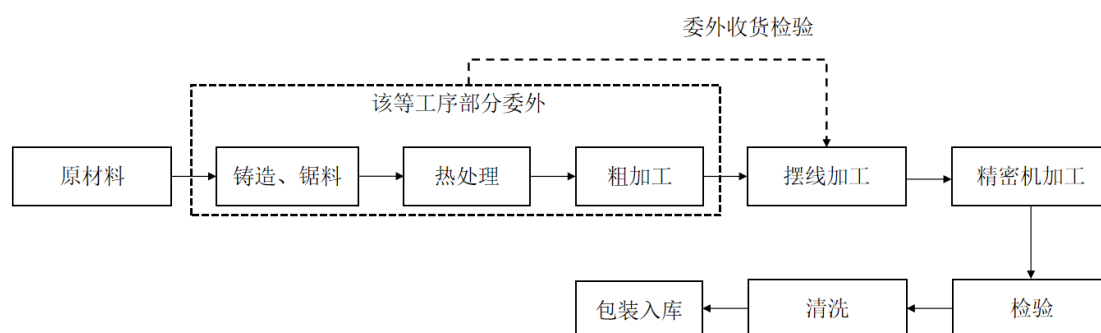 委外收货检验
该等工序部分委外
原材料
铸造、锯料
热处理
粗加工
摆线加工
精密机加工
检验
清洗
包装入库